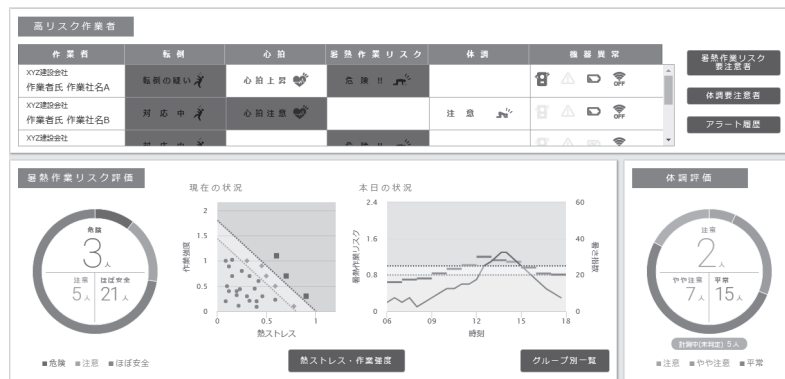 高リスク作業者
作業者 転倒 心拍 暑熱作業リスク 体調 機器異常
XYZ建設会社
作業者氏 作業社名A
転倒の疑い 心拍上昇 危険!! OFF
XYZ建設会社
作業者氏 作業社名B
対応中 心拍注意 注意 OFF
XYZ建設会社
暑熱作業リスク
要注意者
体調要注意者
アラート履歴
暑熱作業リスク評価
危険
3人
注意 ほぼ安全
5人 21人
■危険 ■注意 ■ほぼ安全
現在の状況
作業強度
2
1.5
1
0.5
0
0 0.5 1
熱ストレス
熱ストレス・作業強度
本日の状況
暑熱作業リスク
2.4
1.6
0.8
0
60
40
20
0
暑さ指数
06 09 12 15 18
時刻
グループ別一覧
体調評価
注意
2人
やや注意 平常
7人 15人
計測中(未判定) 5人
■注意 ■やや注意 ■平常